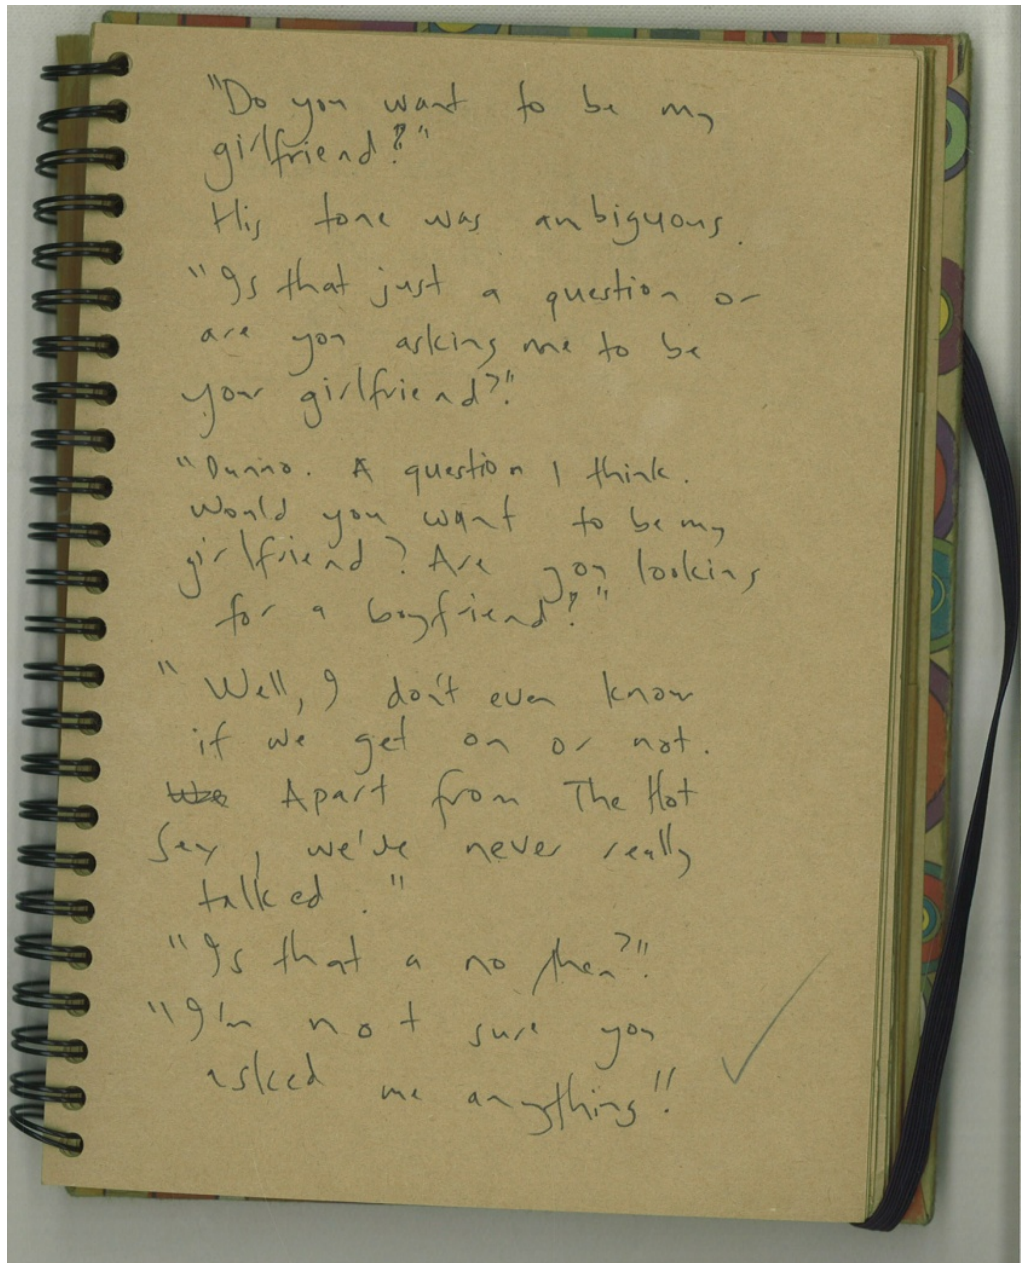 "Do you want to be my
girlfriend?"
His tone was ambiguous.
"Is that just a question or
are you asking me to be
your girlfriend?".
"Dunno. A question I think.
Would you want to be my
girlfriend? Are you looking
for a boyfriend?"
"Well, I don't even know
if we get on or not.
Apart from The Hot
Sex, we've never really
talked."
"Is that a no then?".
"I'm not sure you
asked me anything".